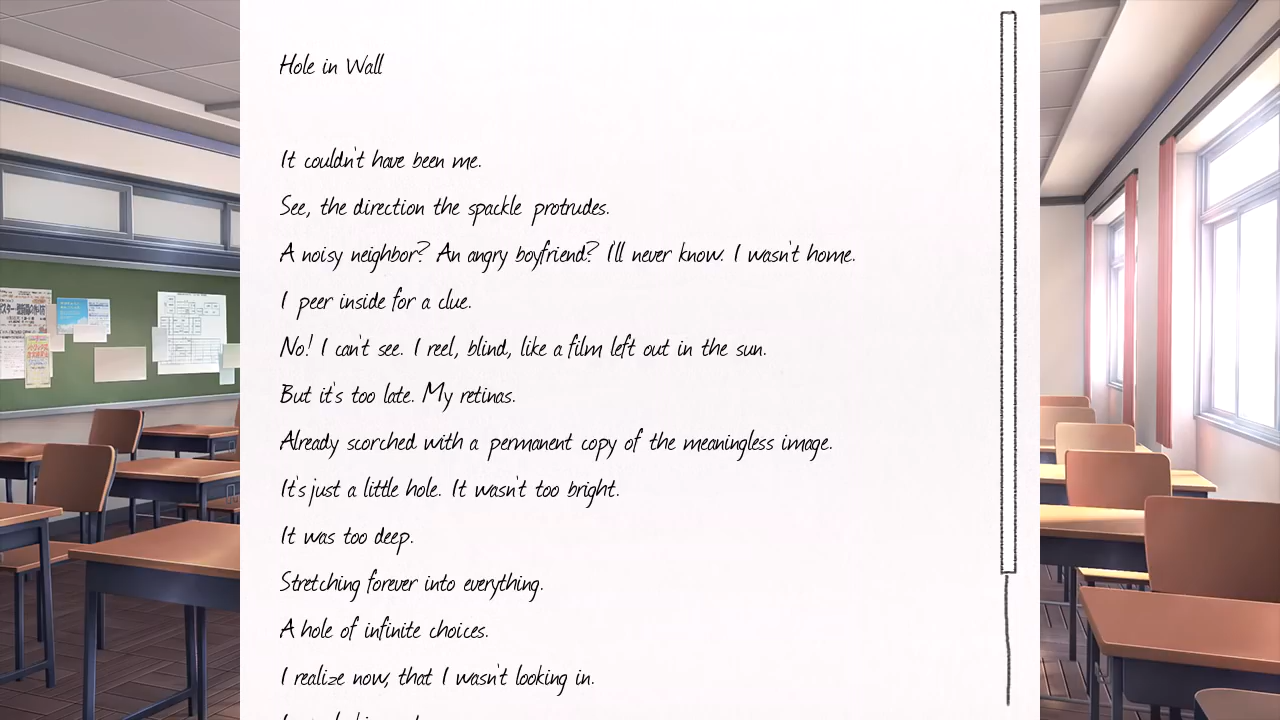 Hole in Wall
It couldn't have been me.
See, the direction the spackle protrudes.
A noisy neighbor? An angry boyfriend? I'll never know. I wasn't home.
I peer inside for a clue.
No! I can't see. I reel, blind, like a film left out in the sun.
But it's too late. My retinas.
Already scorched with a permanent copy of the meaningless image.
It's just a little hole. It wasn't too bright.
It was too deep.
Stretching forever into everything.
A hole of infinite choices.
I realize now, that I wasn't looking in.